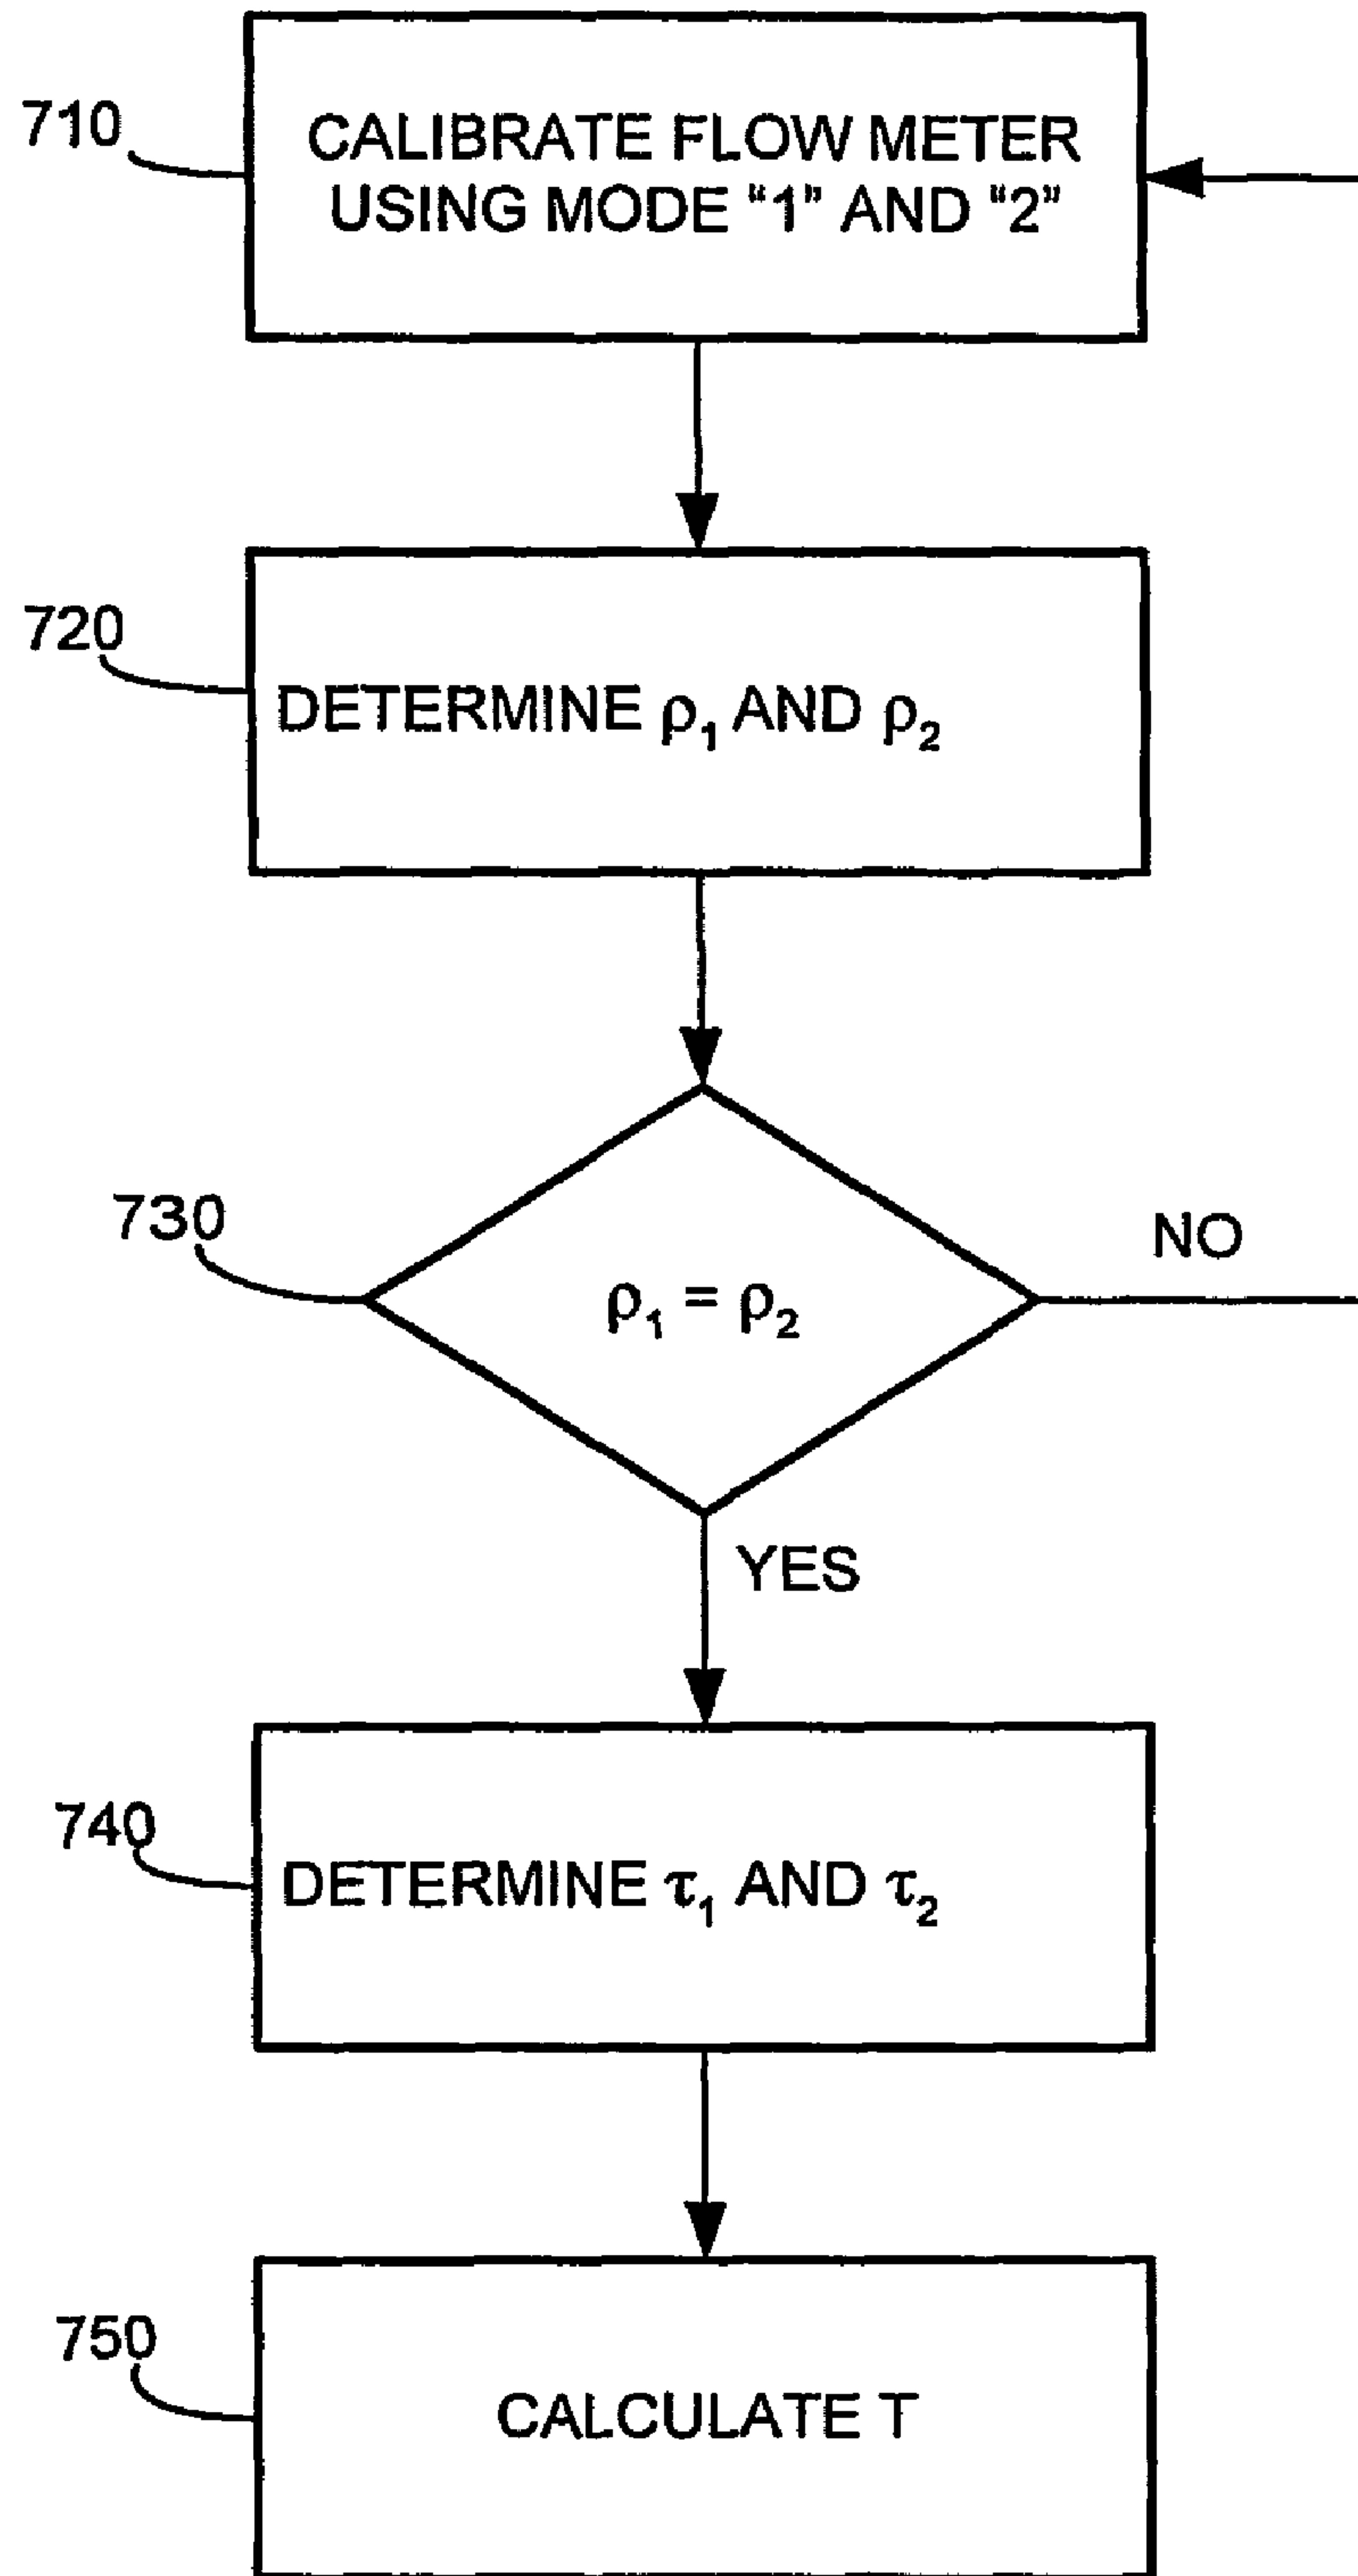 710
CALIBRATE FLOW METER
USING MODE “1” AND “2”
720
DETERMINE ρ₁ AND ρ₂
730
ρ₁ = ρ₂
NO
YES
740
DETERMINE τ₁ AND τ₂
750
CALCULATE T